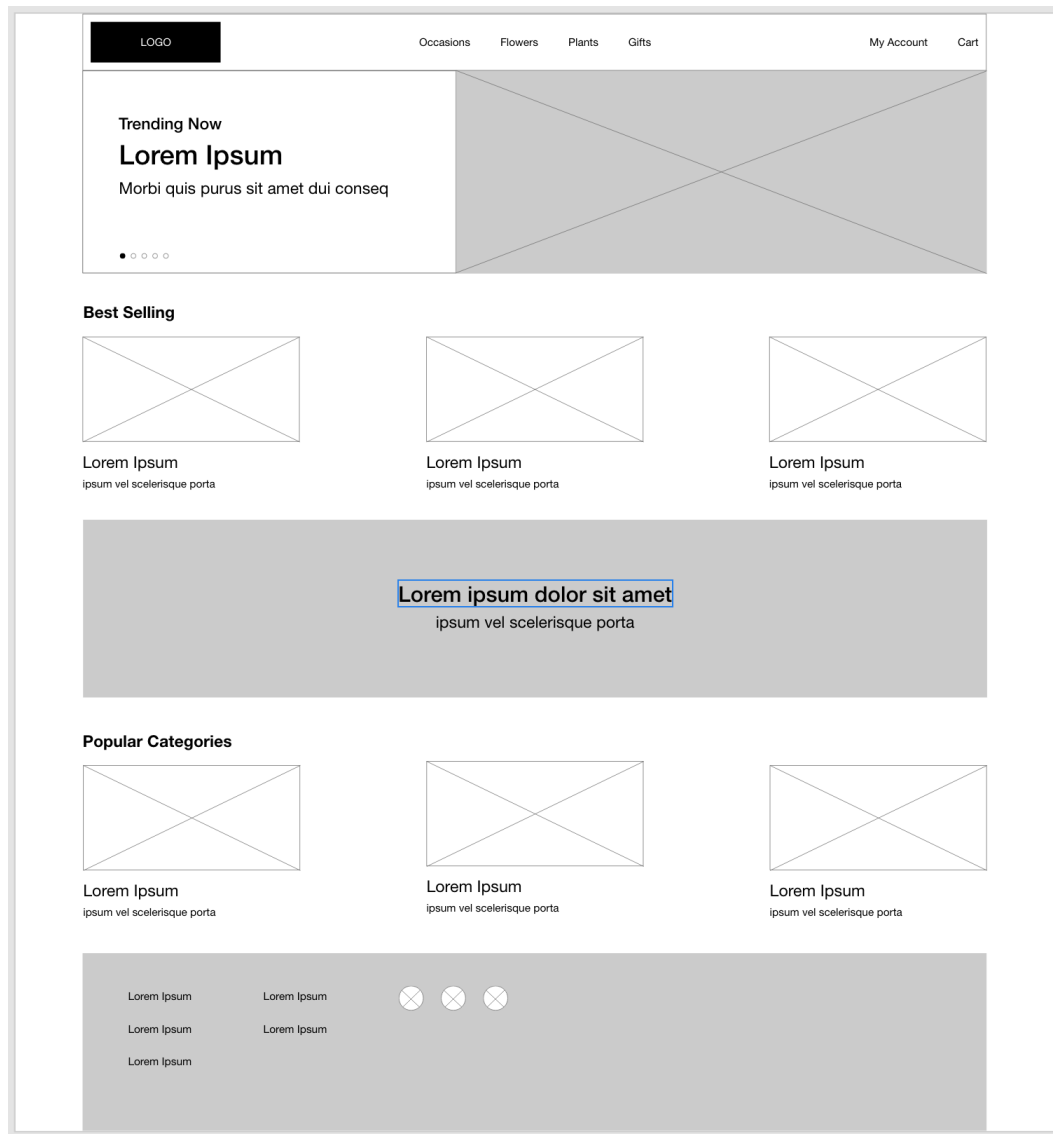 LOGO
Occasions Flowers Plants Gifts
My Account Cart
Trending Now
Lorem Ipsum
Morbi quis purus sit amet dui conseq
Best Selling
Lorem Ipsum
ipsum vel scelerisque porta
Lorem Ipsum
ipsum vel scelerisque porta
Lorem Ipsum
ipsum vel scelerisque porta
Lorem ipsum dolor sit amet
ipsum vel scelerisque porta
Popular Categories
Lorem Ipsum
ipsum vel scelerisque porta
Lorem Ipsum
ipsum vel scelerisque porta
Lorem Ipsum
ipsum vel scelerisque porta
Lorem Ipsum
Lorem Ipsum
Lorem Ipsum
Lorem Ipsum
Lorem Ipsum